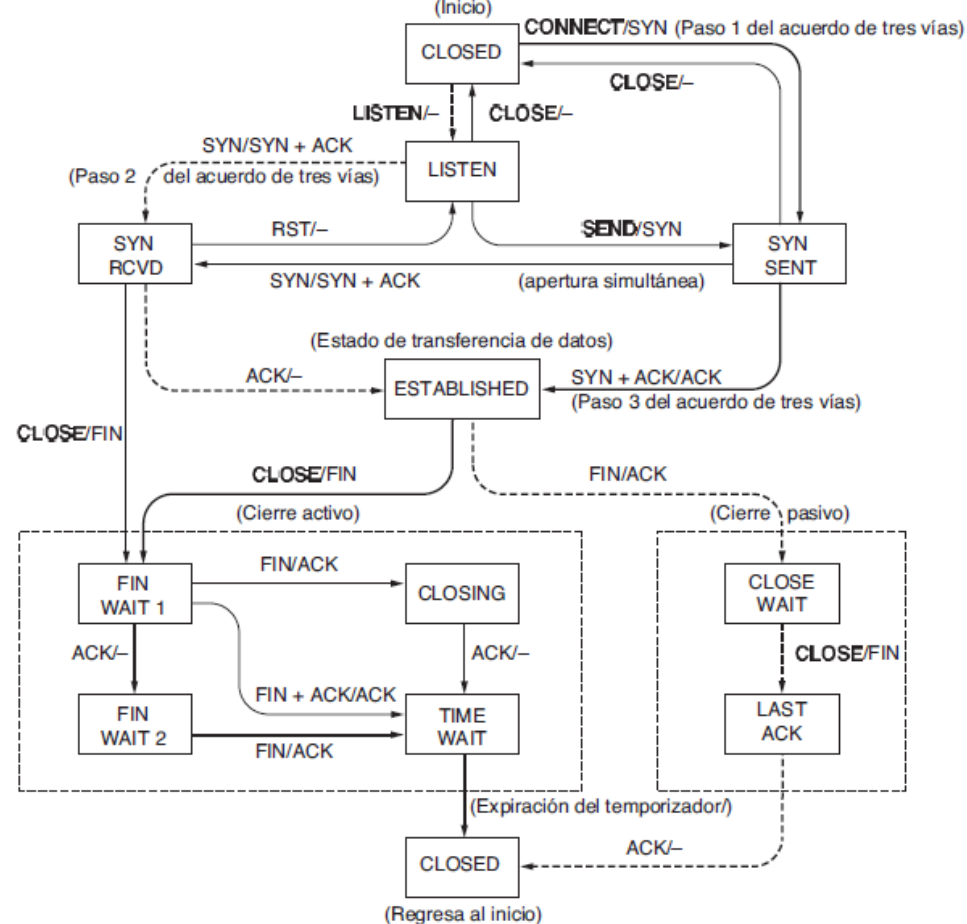 (Inicio)
CLOSED
CONNECT/SYN (Paso 1 del acuerdo de tres vías)
CLOSE/–
LISTEN/–
CLOSE/–
SYN/SYN + ACK
LISTEN
(Paso 2 del acuerdo de tres vías)
SYN
RCVD
RST/–
SEND/SYN
SYN
SENT
SYN/SYN + ACK
(apertura simultánea)
(Estado de transferencia de datos)
ACK/–
ESTABLISHED
SYN + ACK/ACK
(Paso 3 del acuerdo de tres vías)
CLOSE/FIN
CLOSE/FIN
FIN/ACK
(Cierre activo)
(Cierre pasivo)
FIN
WAIT 1
FIN/ACK
CLOSING
CLOSE
WAIT
ACK/–
ACK/–
CLOSE/FIN
FIN + ACK/ACK
FIN
WAIT 2
FIN/ACK
TIME
WAIT
LAST
ACK
(Expiración del temporizador/)
CLOSED
ACK/–
(Regresa al inicio)